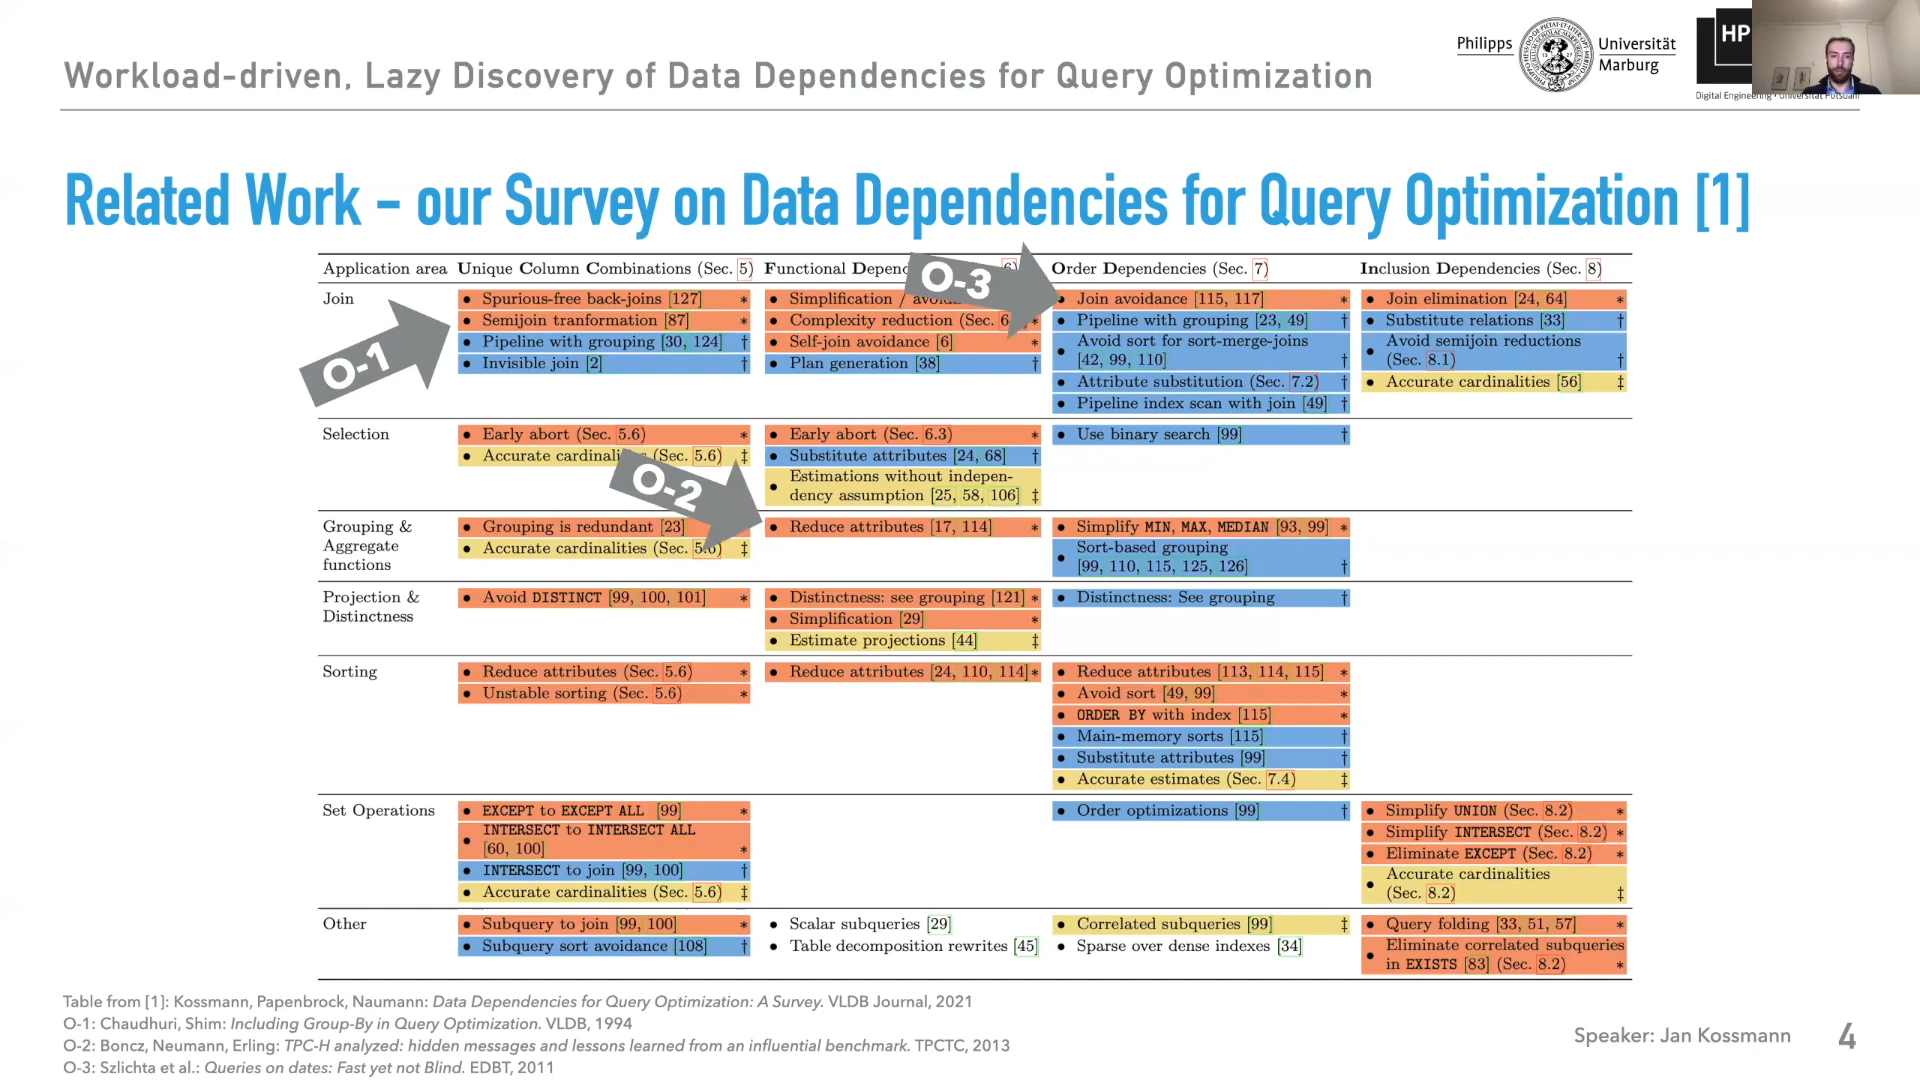 Workload-driven, Lazy Discovery of Data Dependencies for Query Optimization
Philipps Universität
Marburg
HP
Digital Engineering • Universität Potsdam
Related Work – our Survey on Data Dependencies for Query Optimization [1]
Application area Unique Column Combinations (Sec. 5) Functional Depend 6) Order Dependencies (Sec. 7) Inclusion Dependencies (Sec. 8)
O-3
O-1
O-2
Join
• Spurious-free back-joins [127] *
• Semijoin tranformation [87] *
• Pipeline with grouping [30, 124] †
• Invisible join [2] †
• Simplification /
• Complexity reduction (Sec. 6 *
• Self-join avoidance [6] *
• Plan generation [38] †
• Join avoidance [115, 117] *
• Pipeline with grouping [23, 49] †
• Avoid sort for sort-merge-joins
[42, 99, 110] †
• Attribute substitution (Sec. 7.2) †
• Pipeline index scan with join [49] †
• Join elimination [24, 64] *
• Substitute relations [33] †
• Avoid semijoin reductions
(Sec. 8.1) †
• Accurate cardinalities [56] ‡
Selection
• Early abort (Sec. 5.6) *
• Accurate (Sec. 5.6) ‡
• Early abort (Sec. 6.3) *
• Substitute attributes [24, 68] †
• Estimations without indepen-
dency assumption [25, 58, 106] ‡
• Use binary search [99] †
Grouping &
Aggregate
functions
• Grouping is redundant [23]
• Accurate cardinalities (Sec. 5.6) ‡
• Reduce attributes [17, 114] *
• Simplify MIN, MAX, MEDIAN [93, 99] *
• Sort-based grouping
[99, 110, 115, 125, 126] †
Projection &
Distinctness
• Avoid DISTINCT [99, 100, 101] *
• Distinctness: see grouping [121] *
• Simplification [29] *
• Estimate projections [44] ‡
• Distinctness: See grouping †
Sorting
• Reduce attributes (Sec. 5.6) *
• Unstable sorting (Sec. 5.6) *
• Reduce attributes [24, 110, 114] *
• Reduce attributes [113, 114, 115] *
• Avoid sort [49, 99] *
• ORDER BY with index [115] *
• Main-memory sorts [115] †
• Substitute attributes [99] †
• Accurate estimates (Sec. 7.4) ‡
Set Operations
• EXCEPT to EXCEPT ALL [99] *
• INTERSECT to INTERSECT ALL
[60, 100] *
• INTERSECT to join [99, 100] †
• Accurate cardinalities (Sec. 5.6) ‡
• Order optimizations [99] †
• Simplify UNION (Sec. 8.2) *
• Simplify INTERSECT (Sec. 8.2) *
• Eliminate EXCEPT (Sec. 8.2) *
• Accurate cardinalities
(Sec. 8.2) ‡
Other
• Subquery to join [99, 100] *
• Subquery sort avoidance [108] †
• Scalar subqueries [29]
• Table decomposition rewrites [45]
• Correlated subqueries [99] ‡
• Sparse over dense indexes [34]
• Query folding [33, 51, 57] *
• Eliminate correlated subqueries
in EXISTS [83] (Sec. 8.2) *
Table from [1]: Kossmann, Papenbrock, Naumann: Data Dependencies for Query Optimization: A Survey. VLDB Journal, 2021
O-1: Chaudhuri, Shim: Including Group-By in Query Optimization. VLDB, 1994
O-2: Boncz, Neumann, Erling: TPC-H analyzed: hidden messages and lessons learned from an influential benchmark. TPCTC, 2013
O-3: Szlichta et al.: Queries on dates: Fast yet not Blind. EDBT, 2011
Speaker: Jan Kossmann 4